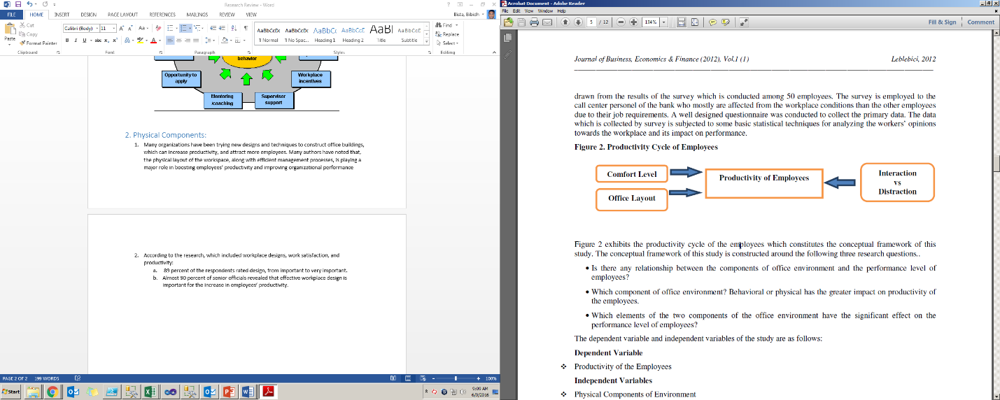 Research Review - Word
FILE HOME INSERT DESIGN PAGE LAYOUT REFERENCES MAILINGS REVIEW VIEW
Bista, Bibidh
Paste
Cut
Copy
Format Painter
Calibri (Body) 11
AaBbCcDc AaBbCcDc AaBbCc AaBbCcE AaBl AaBbCcC
¶ Normal ¶ No Spac... Heading 1 Heading 2 Title Subtitle
Find
Replace
Select
Clipboard Font Paragraph Styles Editing
behavior
Opportunity to
apply
Workplace
incentives
Mentoring
/coaching
Supervisor
support
2. Physical Components:
1. Many organizations have been trying new designs and techniques to construct office buildings,
which can increase productivity, and attract more employees. Many authors have noted that,
the physical layout of the workspace, along with efficient management processes, is playing a
major role in boosting employees' productivity and improving organizational performance
2. According to the research, which included workplace designs, work satisfaction, and
productivity:
a. 89 percent of the respondents rated design, from important to very important.
b. Almost 90 percent of senior officials revealed that effective workplace design is
important for the increase in employees' productivity.
PAGE 2 OF 2 199 WORDS
100%
Start
9:09 AM
6/9/2016
Acrobat Document - Adobe Reader
File Edit View Window Help
5 / 12
134%
Fill & Sign Comment
Journal of Business, Economics & Finance (2012), Vol.1 (1) Leblebici, 2012
drawn from the results of the survey which is conducted among 50 employees. The survey is employed to the
call center personel of the bank who mostly are affected from the workplace conditions than the other employees
due to their job requirements. A well designed questionnaire was conducted to collect the primary data. The data
which is collected by survey is subjected to some basic statistical techniques for analyzing the workers' opinions
towards the workplace and its impact on performance.
Figure 2. Productivity Cycle of Employees
Comfort Level
Office Layout
Productivity of Employees
Interaction
vs
Distraction
Figure 2 exhibits the productivity cycle of the employees which constitutes the conceptual framework of this
study. The conceptual framework of this study is constructed around the following three research questions..
• Is there any relationship between the components of office environment and the performance level of
employees?
• Which component of office environment? Behavioral or physical has the greater impact on productivity of
the employees.
• Which elements of the two components of the office environment have the significant effect on the
performance level of employees?
The dependent variable and independent variables of the study are as follows:
Dependent Variable
❖ Productivity of the Employees
Independent Variables
❖ Physical Components of Environment